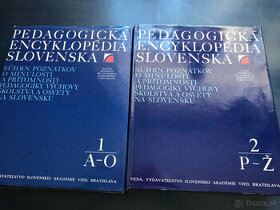 PEDAGOGICKÁ
ENCYKLOPÉDIA
SLOVENSKA
SÚHRN POZNATKOV
O MINULOSTI
A PRÍTOMNOSTI
PEDAGOGIKY VÝCHOVY
ŠKOLSTVA A OSVETY
NA SLOVENSKU
1
A-O
VYDAVATEĽSTVO SLOVENSKEJ AKADÉMIE VIED, BRATISLAVA
PEDAGOGICKÁ
ENCYKLOPÉDIA
SLOVENSKA
SÚHRN POZNATKOV
O MINULOSTI
A PRÍTOMNOSTI
PEDAGOGIKY VÝCHOVY
ŠKOLSTVA A OSVETY
NA SLOVENSKU
2
P-Ž
VEDA, VYDAVATEĽSTVO SLOVENSKEJ AKADÉMIE VIED, BRATISLAVA